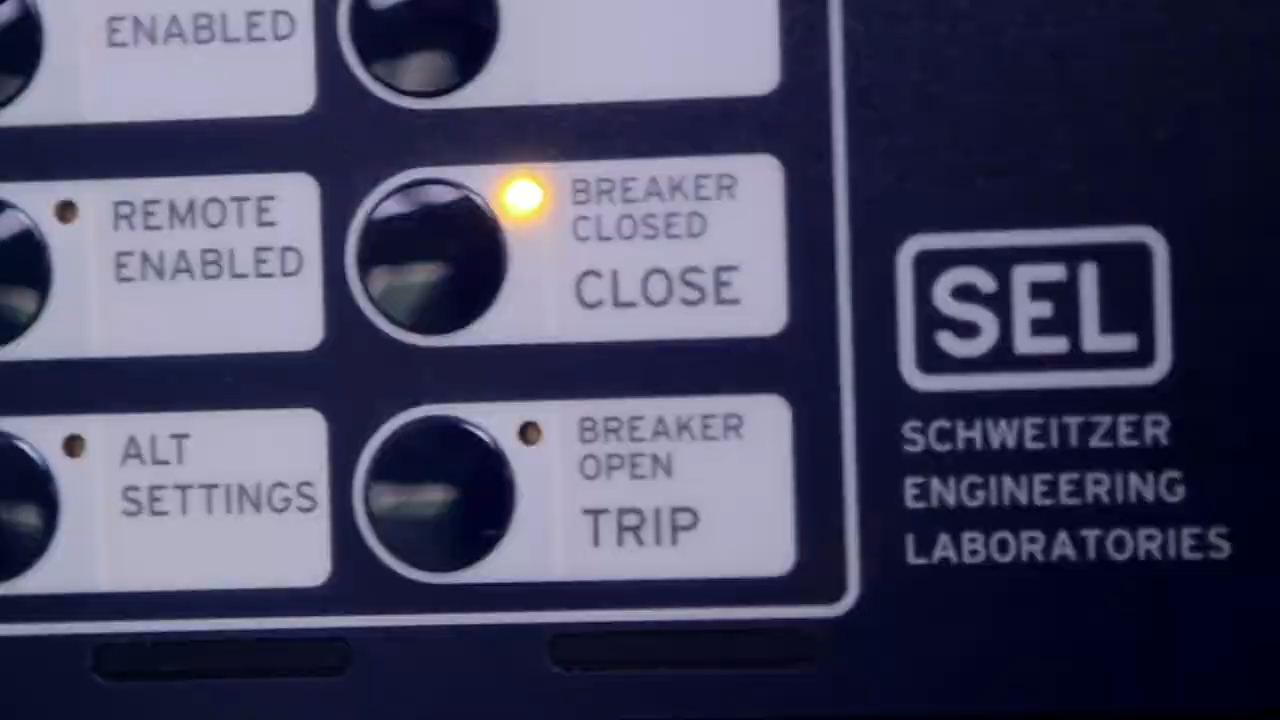 ENABLED
REMOTE
ENABLED
BREAKER
CLOSED
CLOSE
ALT
SETTINGS
BREAKER
OPEN
TRIP
SEL
SCHWEITZER
ENGINEERING
LABORATORIES